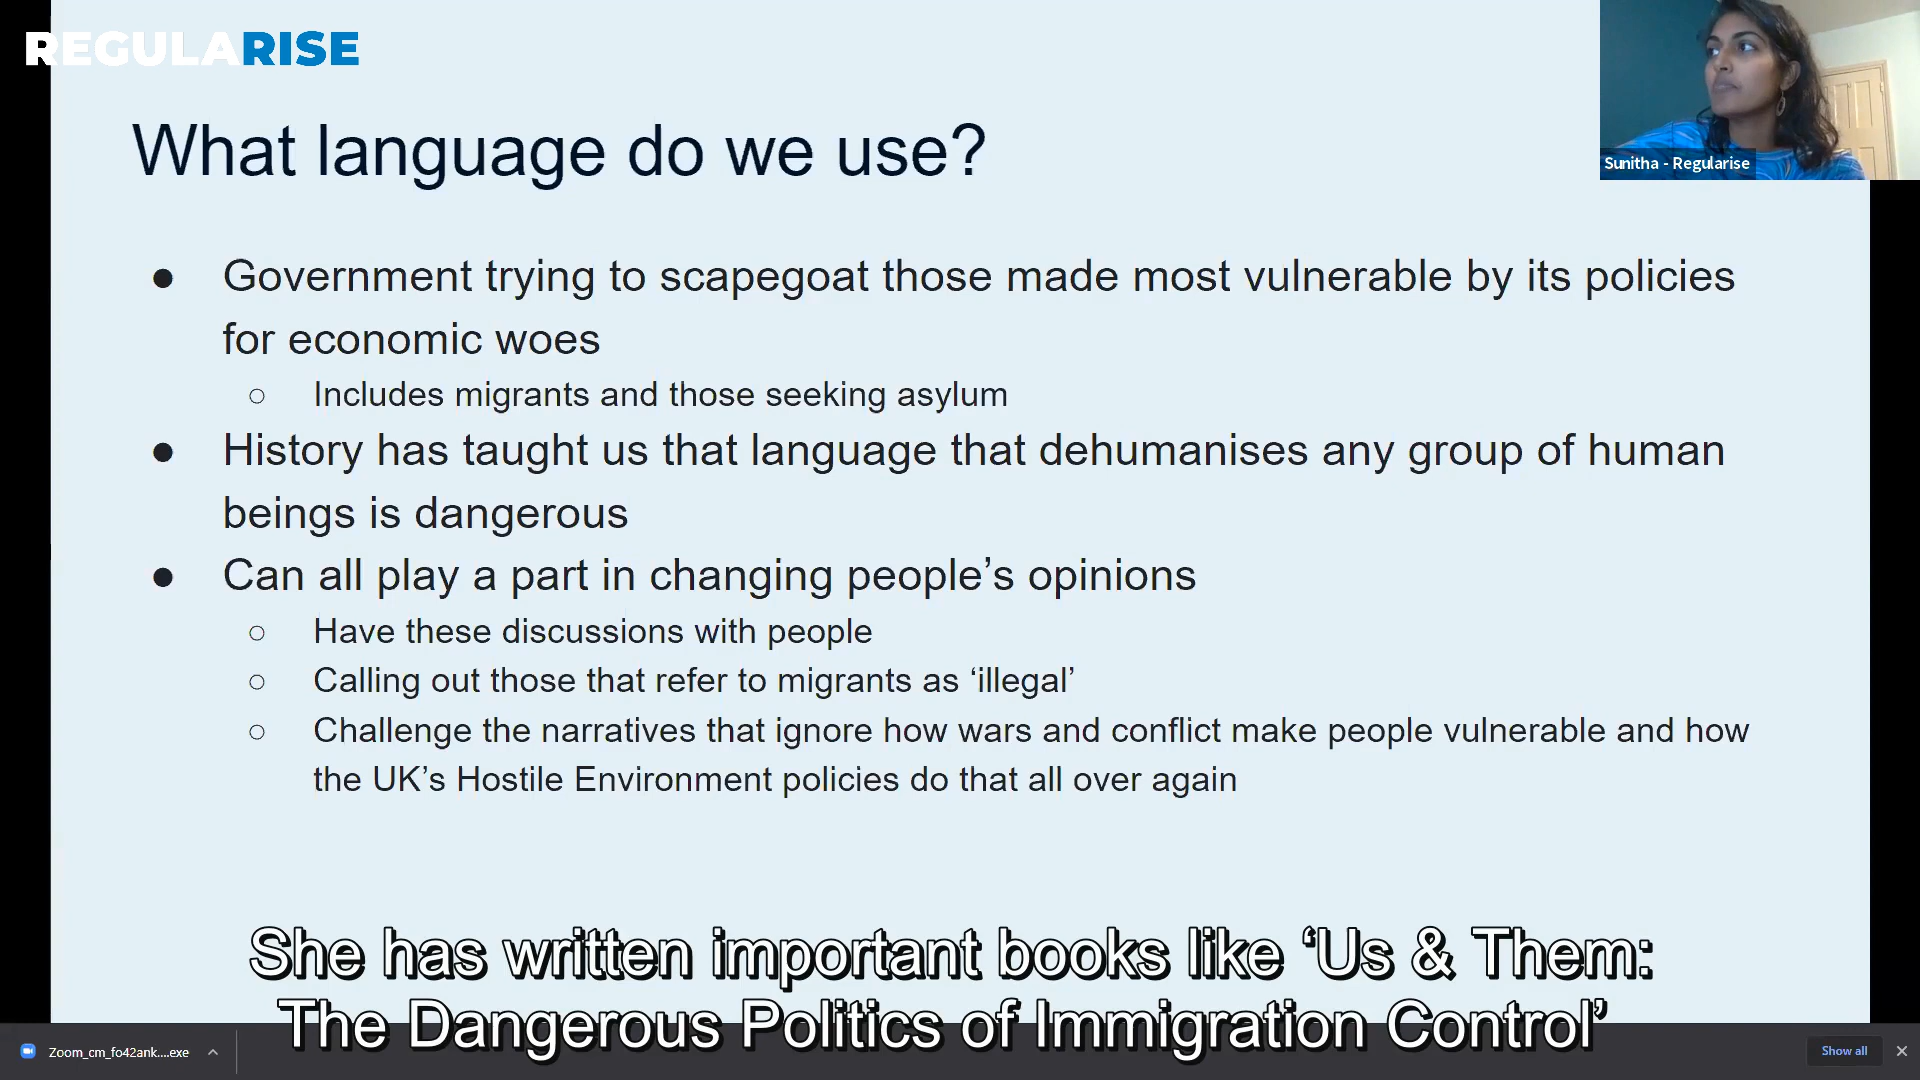 REGULARISE
Sunitha - Regularise
What language do we use?
● Government trying to scapegoat those made most vulnerable by its policies
for economic woes
○ Includes migrants and those seeking asylum
● History has taught us that language that dehumanises any group of human
beings is dangerous
● Can all play a part in changing people’s opinions
○ Have these discussions with people
○ Calling out those that refer to migrants as ‘illegal’
○ Challenge the narratives that ignore how wars and conflict make people vulnerable and how
the UK’s Hostile Environment policies do that all over again
She has written important books like ‘Us & Them:
The Dangerous Politics of Immigration Control’
Zoom_cm_fo42ank....exe
Show all